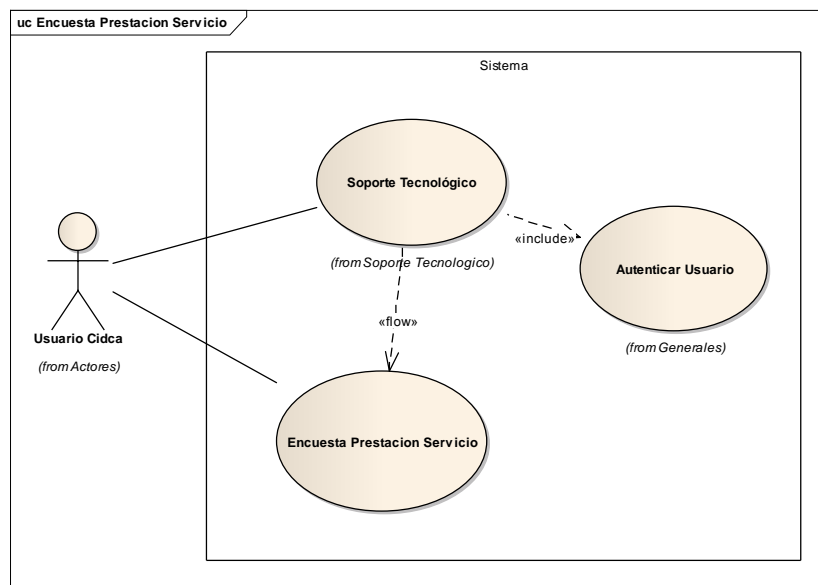 uc Encuesta Prestacion Servicio
Sistema
Soporte Tecnológico
(from Soporte Tecnologico)
«include»
Autenticar Usuario
(from Generales)
Usuario Cidca
(from Actores)
«flow»
Encuesta Prestacion Servicio